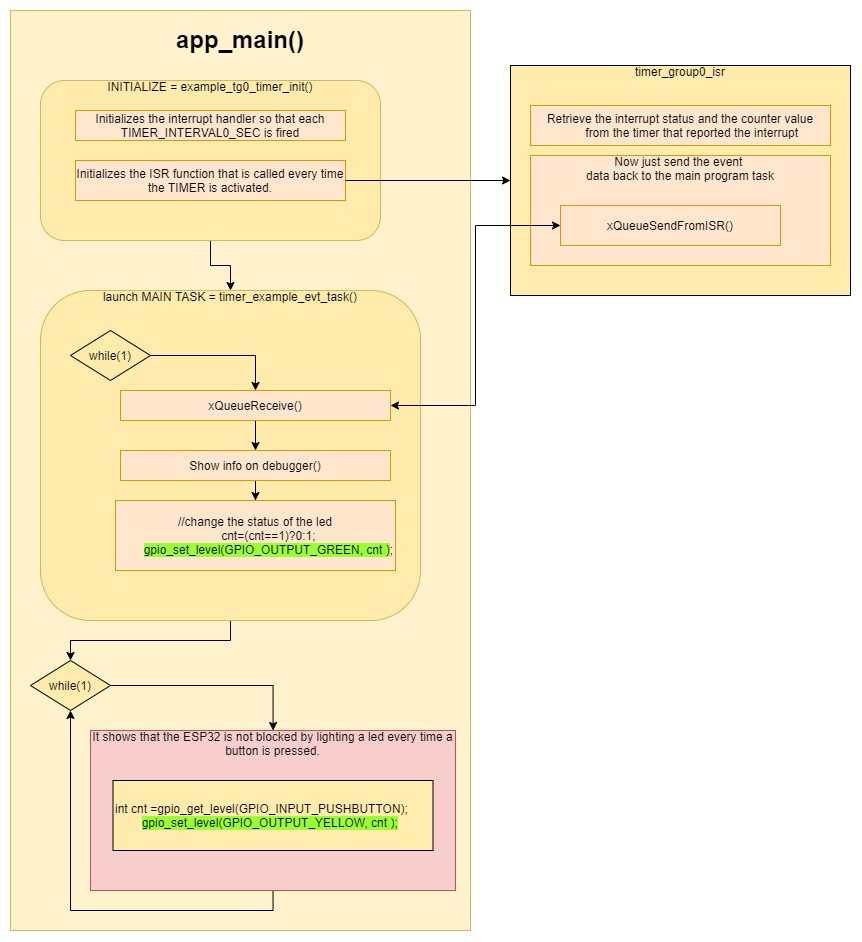 app_main()
INITIALIZE = example_tg0_timer_init()
Initializes the interrupt handler so that each
TIMER_INTERVAL0_SEC is fired
Initializes the ISR function that is called every time
the TIMER is activated.
timer_group0_isr
Retrieve the interrupt status and the counter value
from the timer that reported the interrupt
Now just send the event
data back to the main program task
xQueueSendFromISR()
launch MAIN TASK = timer_example_evt_task()
while(1)
xQueueReceive()
Show info on debugger()
//change the status of the led
cnt=(cnt==1)?0:1;
gpio_set_level(GPIO_OUTPUT_GREEN, cnt );
while(1)
It shows that the ESP32 is not blocked by lighting a led every time a
button is pressed.
int cnt =gpio_get_level(GPIO_INPUT_PUSHBUTTON);
gpio_set_level(GPIO_OUTPUT_YELLOW, cnt );